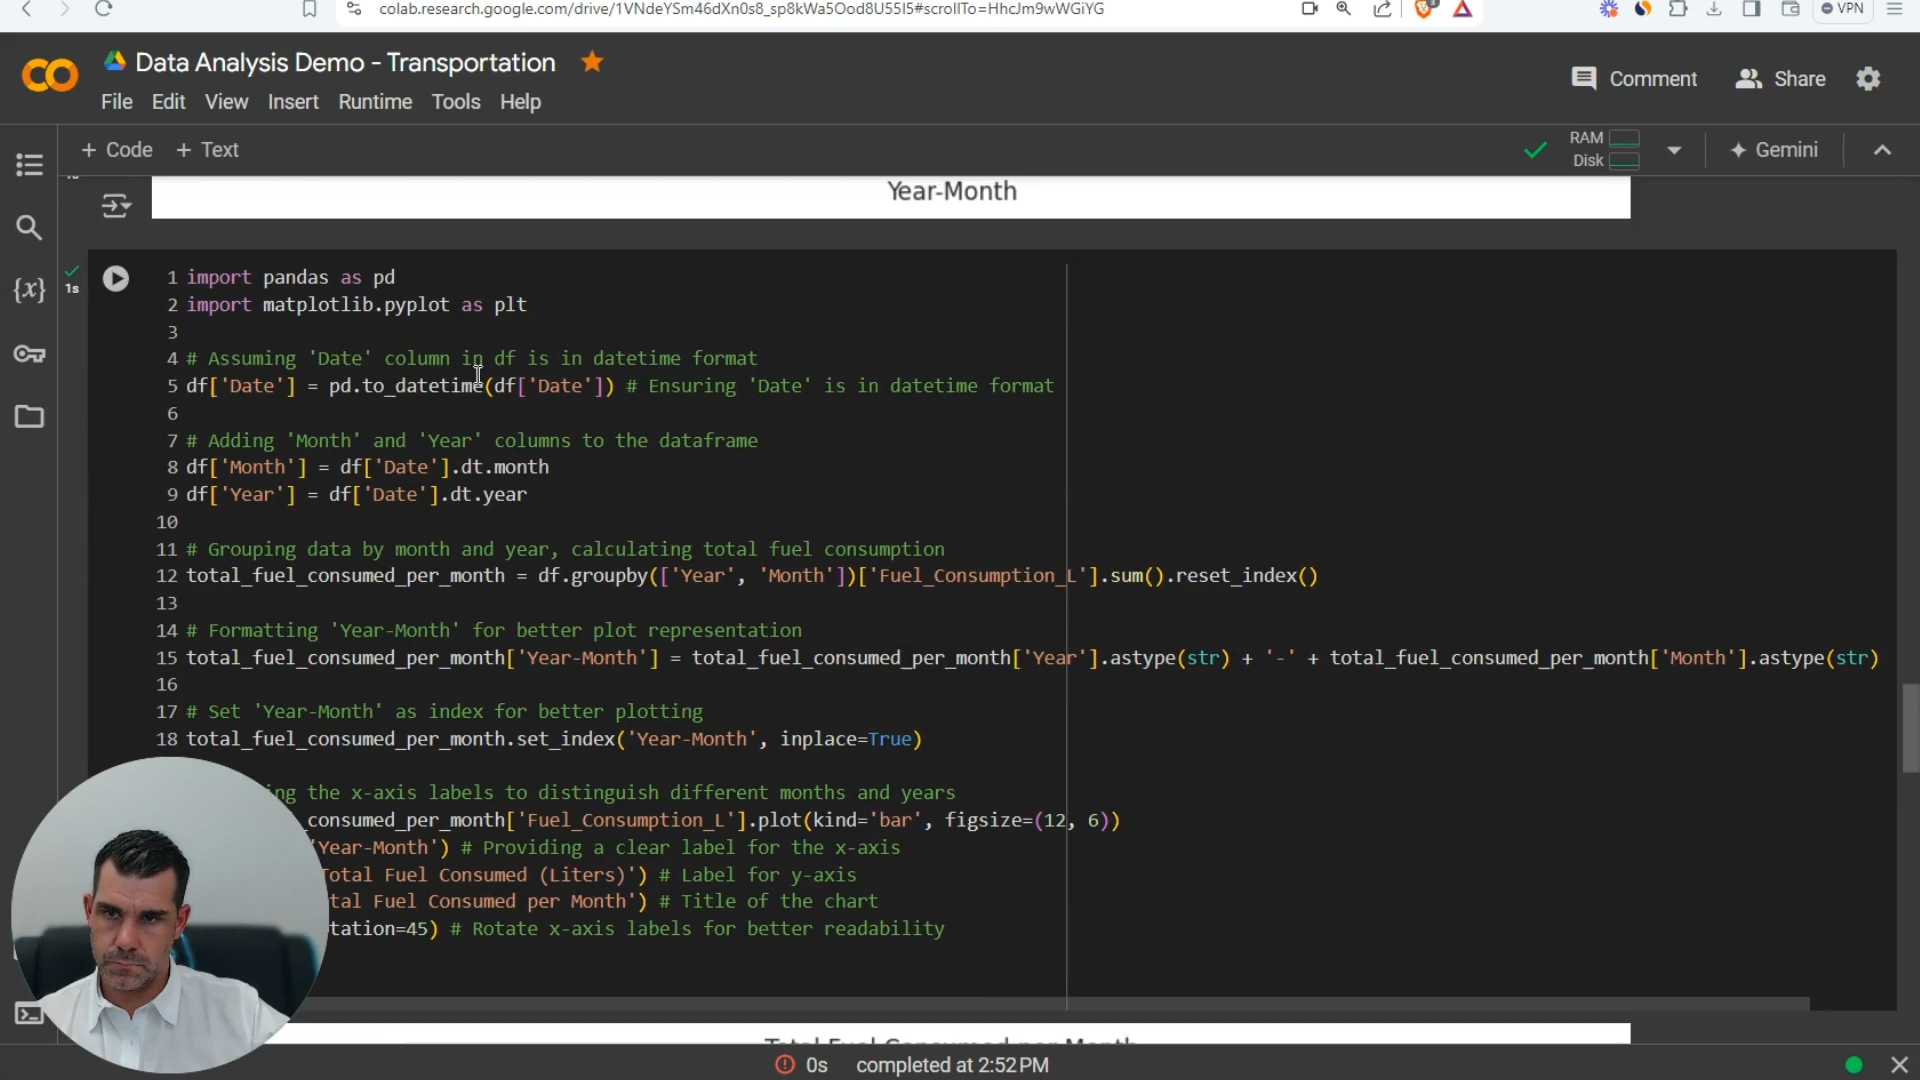 colab.research.google.com/drive/1VNdeYSm46dXn0s8_sp8kWa5Ood8U55I5#scrollTo=HhcJm9wWGiYG
VPN
Data Analysis Demo - Transportation
File Edit View Insert Runtime Tools Help
Comment Share
+ Code + Text
RAM
Disk
Gemini
Year-Month
1s
1 import pandas as pd
2 import matplotlib.pyplot as plt
3
4 # Assuming 'Date' column in df is in datetime format
5 df['Date'] = pd.to_datetime(df['Date']) # Ensuring 'Date' is in datetime format
6
7 # Adding 'Month' and 'Year' columns to the dataframe
8 df['Month'] = df['Date'].dt.month
9 df['Year'] = df['Date'].dt.year
10
11 # Grouping data by month and year, calculating total fuel consumption
12 total_fuel_consumed_per_month = df.groupby(['Year', 'Month'])['Fuel_Consumption_L'].sum().reset_index()
13
14 # Formatting 'Year-Month' for better plot representation
15 total_fuel_consumed_per_month['Year-Month'] = total_fuel_consumed_per_month['Year'].astype(str) + '-' + total_fuel_consumed_per_month['Month'].astype(str)
16
17 # Set 'Year-Month' as index for better plotting
18 total_fuel_consumed_per_month.set_index('Year-Month', inplace=True)
ing the x-axis labels to distinguish different months and years
_consumed_per_month['Fuel_Consumption_L'].plot(kind='bar', figsize=(12, 6))
'Year-Month') # Providing a clear label for the x-axis
Total Fuel Consumed (Liters)') # Label for y-axis
tal Fuel Consumed per Month') # Title of the chart
tation=45) # Rotate x-axis labels for better readability
Total Fuel Consumed per Month
0s completed at 2:52 PM